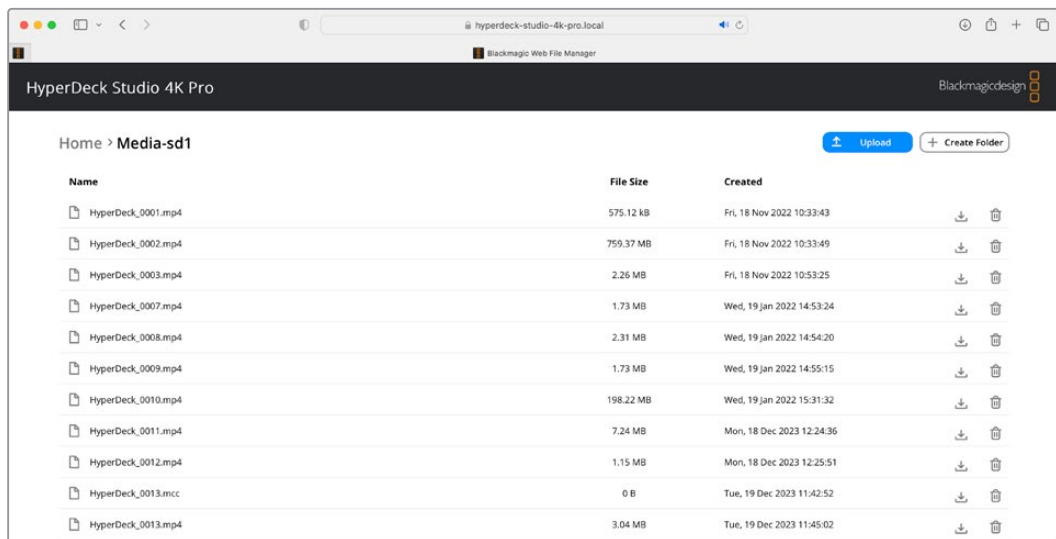 hyperdeck-studio-4k-pro.local
Blackmagic Web File Manager
HyperDeck Studio 4K Pro
Blackmagicdesign
Home > Media-sd1
Upload
+ Create Folder
Name File Size Created
HyperDeck_0001.mp4 575.12 kB Fri, 18 Nov 2022 10:33:43
HyperDeck_0002.mp4 759.37 MB Fri, 18 Nov 2022 10:33:49
HyperDeck_0003.mp4 2.26 MB Fri, 18 Nov 2022 10:53:25
HyperDeck_0007.mp4 1.73 MB Wed, 19 Jan 2022 14:53:24
HyperDeck_0008.mp4 2.31 MB Wed, 19 Jan 2022 14:54:20
HyperDeck_0009.mp4 1.73 MB Wed, 19 Jan 2022 14:55:15
HyperDeck_0010.mp4 198.22 MB Wed, 19 Jan 2022 15:31:32
HyperDeck_0011.mp4 7.24 MB Mon, 18 Dec 2023 12:24:36
HyperDeck_0012.mp4 1.15 MB Mon, 18 Dec 2023 12:25:51
HyperDeck_0013.mcc 0 B Tue, 19 Dec 2023 11:42:52
HyperDeck_0013.mp4 3.04 MB Tue, 19 Dec 2023 11:45:02